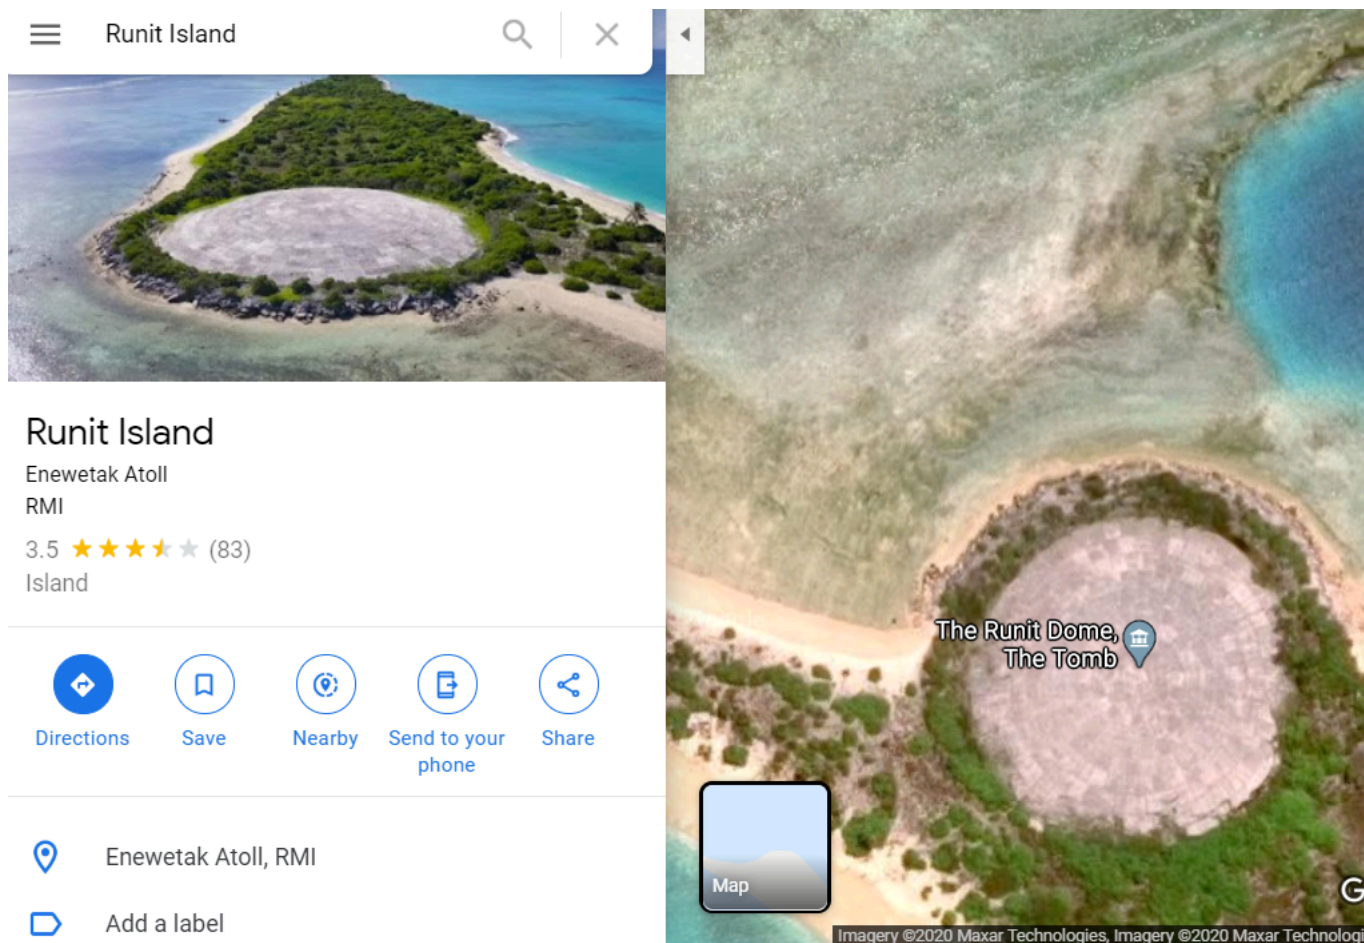 Runit Island
Runit Island
Enewetak Atoll
RMI
3.5 (83)
Island
Directions
Save
Nearby
Send to your
phone
Share
Enewetak Atoll, RMI
Add a label
The Runit Dome,
The Tomb
Map
G
Imagery ©2020 Maxar Technologies, Imagery ©2020 Maxar Technologi